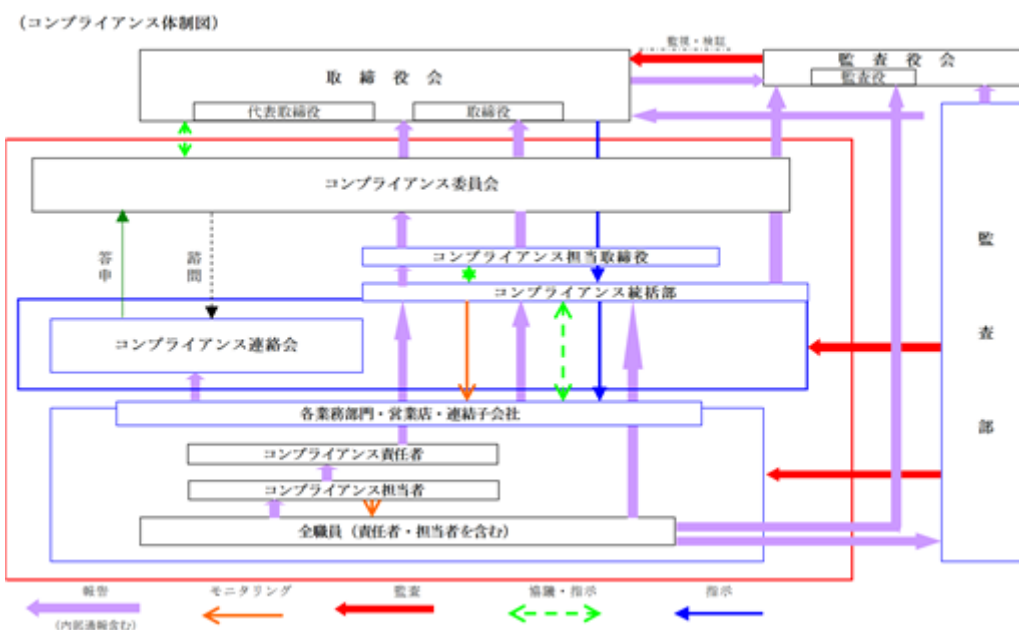 (コンプライアンス体制図)
監視・検証
取締役会
監査役会
監査役
代表取締役
取締役
コンプライアンス委員会
監査部
答申
諮問
コンプライアンス担当取締役
コンプライアンス統括部
コンプライアンス連絡会
各業務部門・営業店・連結子会社
コンプライアンス責任者
コンプライアンス担当者
全職員(責任者・担当者を含む)
報告
モニタリング
監査
協議・指示
指示
(内部通報含む)